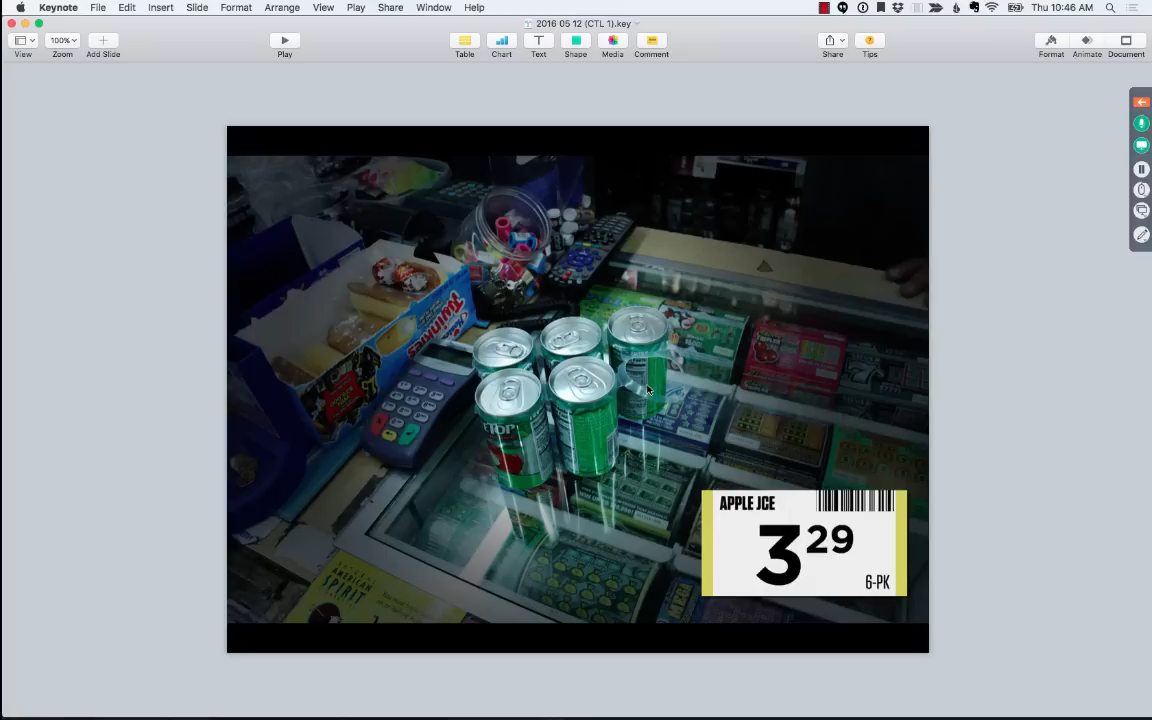 Keynote File Edit Insert Slide Format Arrange View Play Share Window Help
Thu 10:46 AM
2016 05 12 (CTL 1).key
100%
View Zoom Add Slide Play Table Chart Text Shape Media Comment Share Tips Format Animate Document
Twinkies
TOP
AMERICAN
SPIRIT
APPLE JCE
3 29
6-PK